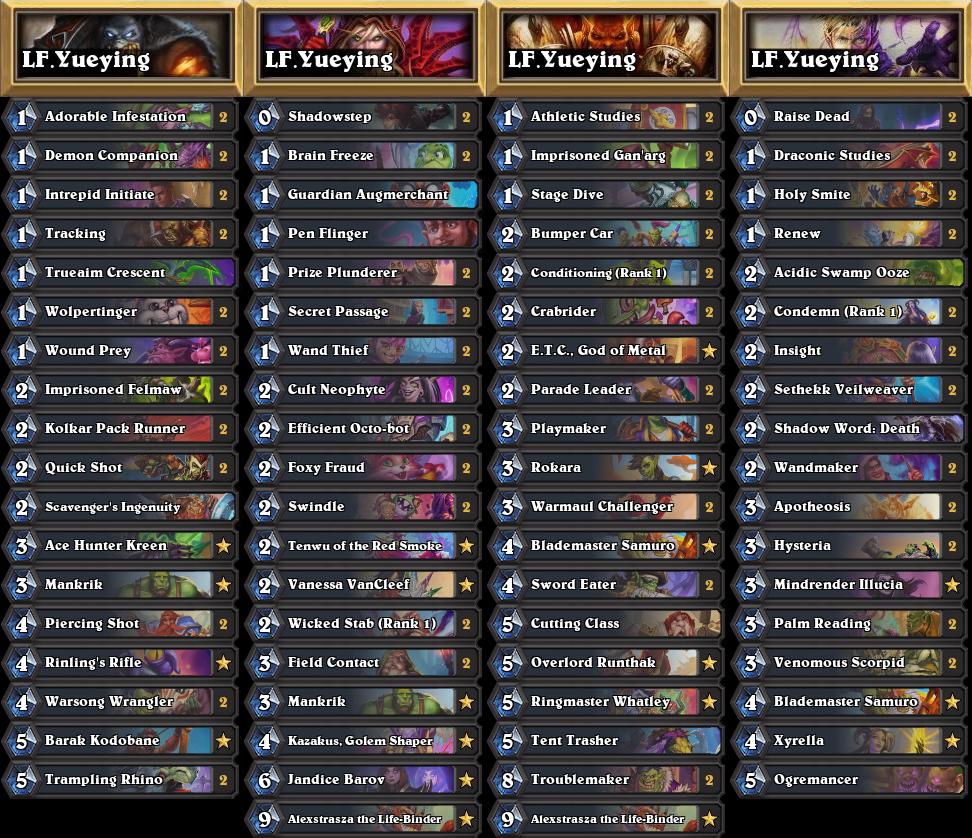 LF.Yueying
1 Adorable Infestation 2
1 Demon Companion 2
1 Intrepid Initiate 2
1 Tracking 2
1 Trueaim Crescent
1 Wolpertinger 2
1 Wound Prey 2
2 Imprisoned Felmaw 2
2 Kolkar Pack Runner 2
2 Quick Shot 2
2 Scavenger's Ingenuity
3 Ace Hunter Kreen
3 Mankrik
4 Piercing Shot 2
4 Rinling's Rifle
4 Warsong Wrangler 2
5 Barak Kodobane
5 Trampling Rhino 2
LF.Yueying
0 Shadowstep 2
1 Brain Freeze 2
1 Guardian Augmerchant
1 Pen Flinger
1 Prize Plunderer 2
1 Secret Passage 2
1 Wand Thief 2
2 Cult Neophyte 2
2 Efficient Octo-bot 2
2 Foxy Fraud 2
2 Swindle 2
2 Tenwu of the Red Smoke
2 Vanessa VanCleef
2 Wicked Stab (Rank 1) 2
3 Field Contact 2
3 Mankrik
4 Kazakus, Golem Shaper
6 Jandice Barov
9 Alexstrasza the Life-Binder
LF.Yueying
1 Athletic Studies 2
1 Imprisoned Gan'arg 2
1 Stage Dive 2
2 Bumper Car 2
2 Conditioning (Rank 1) 2
2 Crabrider 2
2 E.T.C., God of Metal
2 Parade Leader 2
3 Playmaker 2
3 Rokara
3 Warmaul Challenger 2
4 Blademaster Samuro
4 Sword Eater 2
5 Cutting Class
5 Overlord Runthak
5 Ringmaster Whatley
5 Tent Trasher
8 Troublemaker 2
9 Alexstrasza the Life-Binder
LF.Yueying
0 Raise Dead 2
1 Draconic Studies 2
1 Holy Smite 2
1 Renew 2
2 Acidic Swamp Ooze
2 Condemn (Rank 1) 2
2 Insight 2
2 Sethekk Veilweaver 2
2 Shadow Word: Death
2 Wandmaker 2
3 Apotheosis 2
3 Hysteria 2
3 Mindrender Illucia
3 Palm Reading 2
3 Venomous Scorpid 2
4 Blademaster Samuro
4 Xyrella
5 Ogremancer